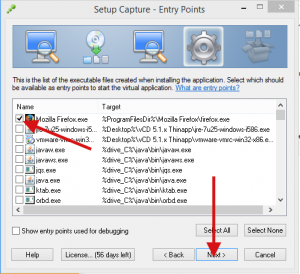 Setup Capture - Entry Points
This is the list of the executable files created when installing the application. Select which should
be available as entry points to start the virtual application. What are entry points?
Name Target
Mozilla Firefox.exe %ProgramFilesDir%\Mozilla Firefox\firefox.exe
jre-7u25-windows-i5... %Desktop%\VCD 5.1.x Thinapp\jre-7u25-windows-i586.exe
vmware-vmrc-win3... %Desktop%\VCD 5.1.x Thinapp\vmware-vmrc-win32-x86.e...
javaw.exe %drive_C%\java\bin\javaw.exe
javaws.exe %drive_C%\java\bin\javaws.exe
jqs.exe %drive_C%\java\bin\jqs.exe
java.exe %drive_C%\java\bin\java.exe
ktab.exe %drive_C%\java\bin\ktab.exe
orbd.exe %drive_C%\java\bin\orbd.exe
Show entry points used for debugging Select All Select None
Help License... (56 days left) < Back Next > Cancel